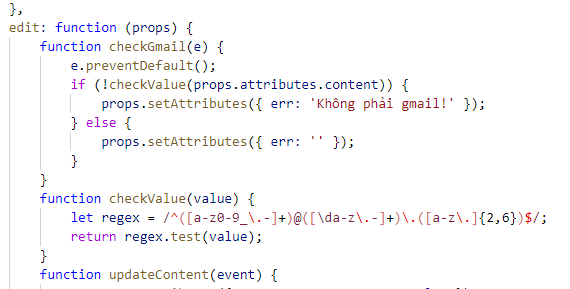 },
edit: function (props) {
function checkGmail(e) {
e.preventDefault();
if (!checkValue(props.attributes.content)) {
props.setAttributes({ err: 'Không phải gmail!' });
} else {
props.setAttributes({ err: '' });
}
}
function checkValue(value) {
let regex = /^([a-z0-9_\.-]+)@([\da-z\.-]+)\.([a-z\.]{2,6})$/;
return regex.test(value);
}
function updateContent(event) {